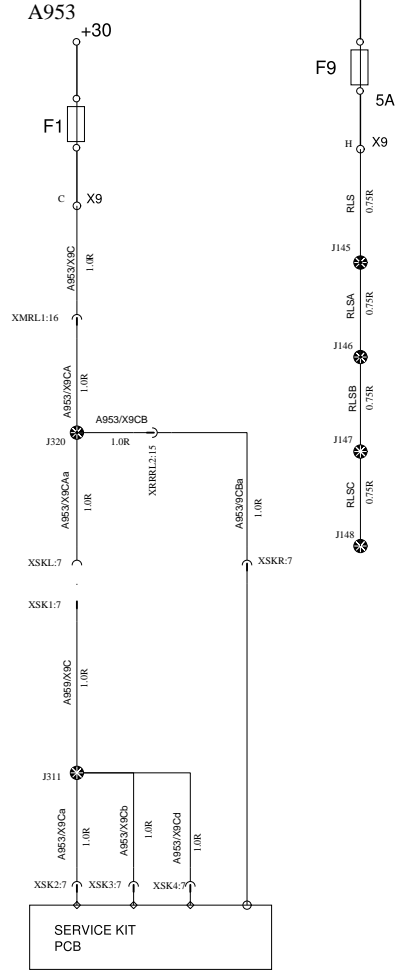 A953
+30
F1
C
X9
A953/X9C
1.0R
XMRL1:16
A953/X9CA
1.0R
A953/X9CB
J320
1.0R
XRRRL2:15
A953/X9CAa
1.0R
A953/9CBa
1.0R
XSKL:7
XSKR:7
XSK1:7
A959/X9C
1.0R
J311
A953/X9Ca
1.0R
A953/X9Cb
1.0R
A953/X9Cd
1.0R
XSK2:7
XSK3:7
XSK4:7
SERVICE KIT
PCB
F9
5A
H
X9
RLS
0.75R
J145
RLSA
0.75R
J146
RLSB
0.75R
J147
RLSC
0.75R
J148